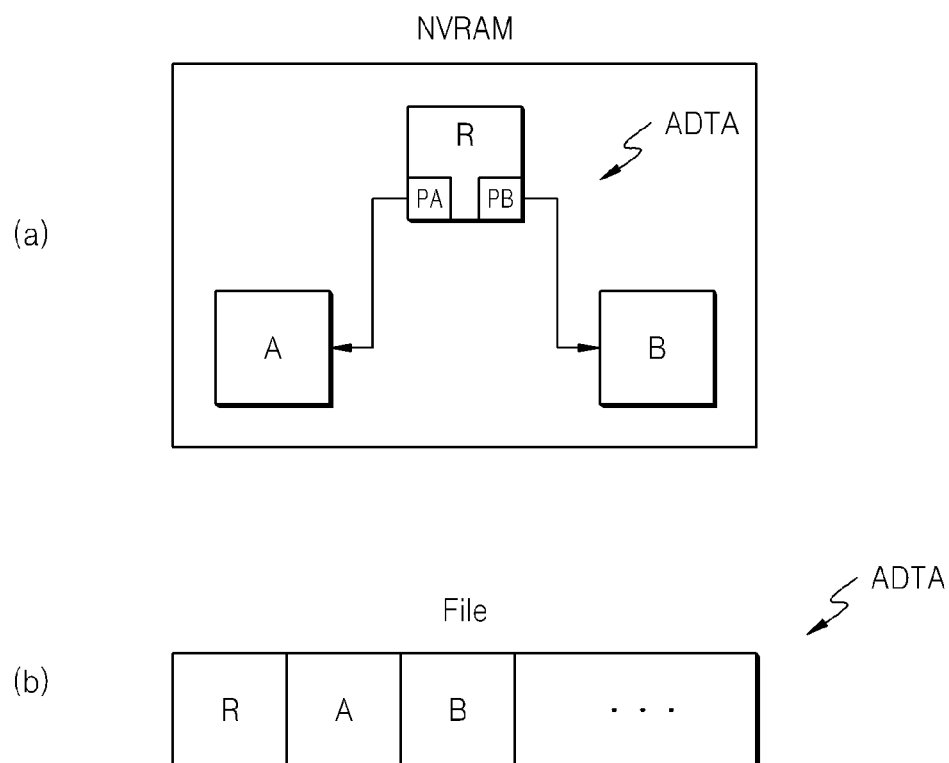 NVRAM
ADTA
R
PA PB
(a)
A B
ADTA
File
(b)
R A B . . .